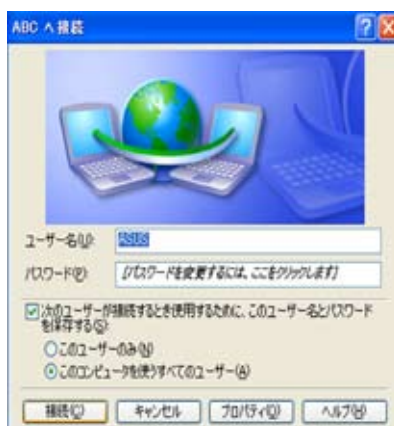 ABC へ接続
ユーザー名(U):
ASUS
パスワード(P):
[パスワードを変更するには、ここをクリックします]
次のユーザーが接続するとき使用するために、このユーザー名とパスワード
を保存する(S):
このユーザーのみ(N)
このコンピュータを使うすべてのユーザー(A)
接続(C)
キャンセル
プロパティ(O)
ヘルプ(H)